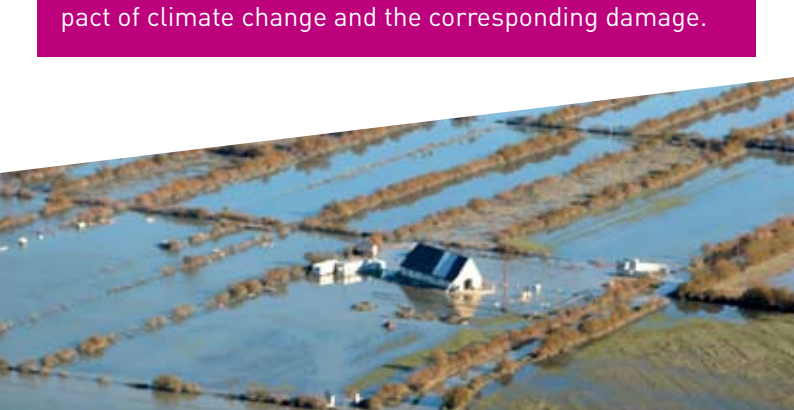 pact of climate change and the corresponding damage.